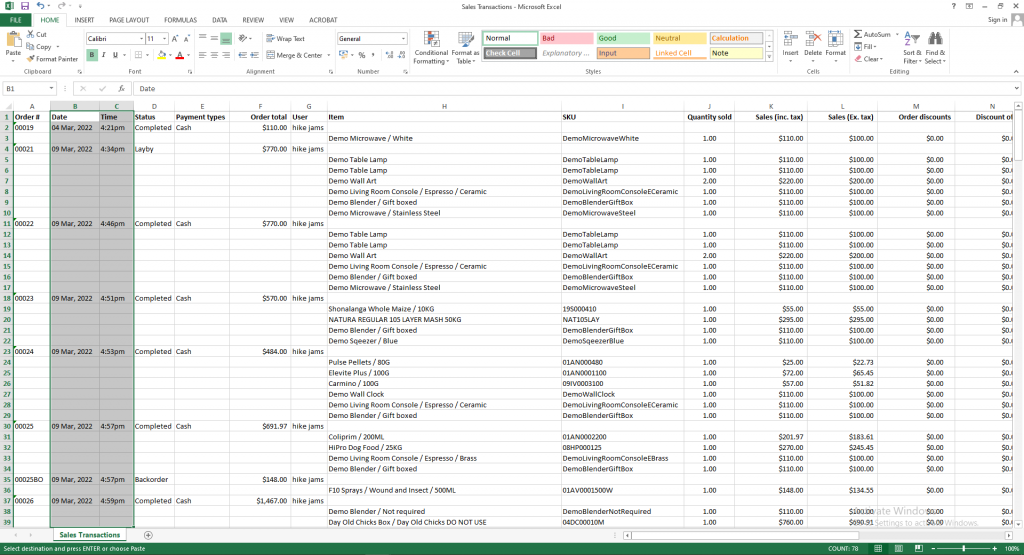 Sales Transactions - Microsoft Excel
FILE HOME INSERT PAGE LAYOUT FORMULAS DATA REVIEW VIEW ACROBAT Sign in
Paste Cut Copy Format Painter Clipboard
Calibri 11 B I U Font
Wrap Text Merge & Center Alignment
General Number
Conditional Formatting Format as Table
Normal Bad Good Neutral Calculation
Check Cell Explanatory ... Input Linked Cell Note
Styles
Insert Delete Format Cells
AutoSum Fill Clear Sort & Filter Find & Select Editing
B1 fx Date
A B C D E F G H I J K L M N
1 Order # Date Time Status Payment types Order total User Item SKU Quantity sold Sales (inc. tax) Sales (Ex. tax) Order discounts Discount of
2 00019 04 Mar, 2022 4:21pm Completed Cash $110.00 hike jams
3 Demo Microwave / White DemoMicrowaveWhite 1.00 $110.00 $100.00 $0.00 $0.
4 00021 09 Mar, 2022 4:34pm Layby $770.00 hike jams
5 Demo Table Lamp DemoTableLamp 1.00 $110.00 $100.00 $0.00 $0.
6 Demo Table Lamp DemoTableLamp 1.00 $110.00 $100.00 $0.00 $0.
7 Demo Wall Art DemoWallArt 2.00 $220.00 $200.00 $0.00 $0.
8 Demo Living Room Console / Espresso / Ceramic DemoLivingRoomConsoleECeramic 1.00 $110.00 $100.00 $0.00 $0.
9 Demo Blender / Gift boxed DemoBlenderGiftBox 1.00 $110.00 $100.00 $0.00 $0.
10 Demo Microwave / Stainless Steel DemoMicrowaveSteel 1.00 $110.00 $100.00 $0.00 $0.
11 00022 09 Mar, 2022 4:46pm Completed Cash $770.00 hike jams
12 Demo Table Lamp DemoTableLamp 1.00 $110.00 $100.00 $0.00 $0.
13 Demo Table Lamp DemoTableLamp 1.00 $110.00 $100.00 $0.00 $0.
14 Demo Wall Art DemoWallArt 2.00 $220.00 $200.00 $0.00 $0.
15 Demo Living Room Console / Espresso / Ceramic DemoLivingRoomConsoleECeramic 1.00 $110.00 $100.00 $0.00 $0.
16 Demo Blender / Gift boxed DemoBlenderGiftBox 1.00 $110.00 $100.00 $0.00 $0.
17 Demo Microwave / Stainless Steel DemoMicrowaveSteel 1.00 $110.00 $100.00 $0.00 $0.
18 00023 09 Mar, 2022 4:51pm Completed Cash $570.00 hike jams
19 Shonalanga Whole Maize / 10KG 19S000410 1.00 $55.00 $55.00 $0.00 $0.
20 NATURA REGULAR 105 LAYER MASH 50KG NAT105LAY 1.00 $295.00 $295.00 $0.00 $0.
21 Demo Blender / Gift boxed DemoBlenderGiftBox 1.00 $110.00 $100.00 $0.00 $0.
22 Demo Sqeezer / Blue DemoSqeezerBlue 1.00 $110.00 $100.00 $0.00 $0.
23 00024 09 Mar, 2022 4:53pm Completed Cash $484.00 hike jams
24 Pulse Pellets / 80G 01AN000480 1.00 $25.00 $22.73 $0.00 $0.
25 Elevite Plus / 100G 01AN0001100 1.00 $72.00 $65.45 $0.00 $0.
26 Carmino / 100G 09IV0003100 1.00 $57.00 $51.82 $0.00 $0.
27 Demo Wall Clock DemoWallClock 1.00 $110.00 $100.00 $0.00 $0.
28 Demo Living Room Console / Espresso / Ceramic DemoLivingRoomConsoleECeramic 1.00 $110.00 $100.00 $0.00 $0.
29 Demo Blender / Gift boxed DemoBlenderGiftBox 1.00 $110.00 $100.00 $0.00 $0.
30 00025 09 Mar, 2022 4:57pm Completed Cash $691.97 hike jams
31 Coliprim / 200ML 01AN0002200 1.00 $201.97 $183.61 $0.00 $0.
32 HiPro Dog Food / 25KG 08HP000125 1.00 $270.00 $245.45 $0.00 $0.
33 Demo Living Room Console / Espresso / Brass DemoLivingRoomConsoleEBrass 1.00 $110.00 $100.00 $0.00 $0.
34 Demo Blender / Gift boxed DemoBlenderGiftBox 1.00 $110.00 $100.00 $0.00 $0.
35 00025BO 09 Mar, 2022 4:57pm Backorder $148.00 hike jams
36 F10 Sprays / Wound and Insect / 500ML 01AV0001500W 1.00 $148.00 $134.55 $0.00 $0.
37 00026 09 Mar, 2022 4:59pm Completed Cash $1,467.00 hike jams
38 Demo Blender / Not required DemoBlenderNotRequired 1.00 $110.00 $100.00 $0.00 $0.
39 Day Old Chicks Box / Day Old Chicks DO NOT USE 04DC00010M 1.00 $760.00 $690.91 $0.00 $0.
Sales Transactions
Select destination and press ENTER or choose Paste COUNT: 78 100%